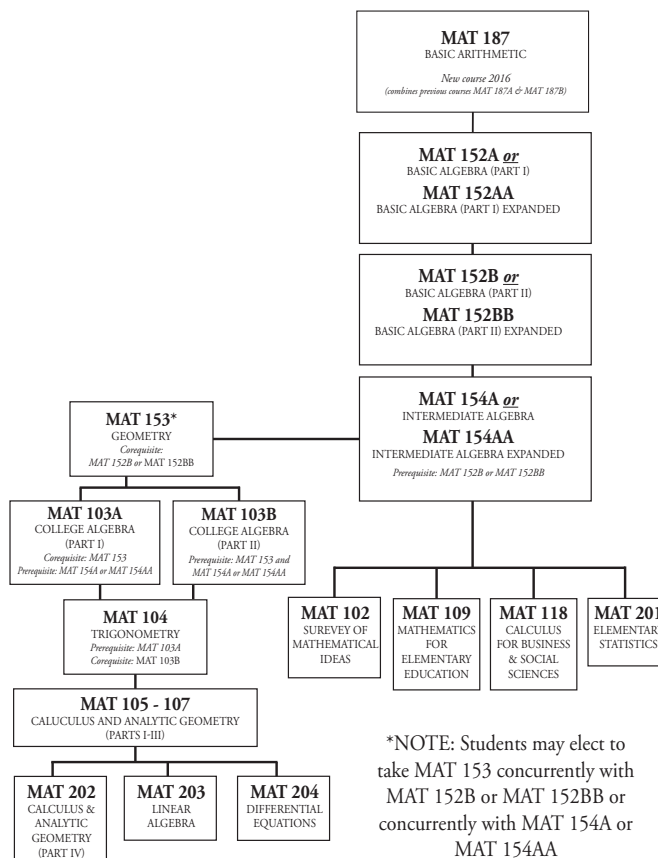 MAT 187
BASIC ARITHMETIC
New course 2016
(combines previous courses MAT 187A & MAT 187B)
MAT 152A or
BASIC ALGEBRA (PART I)
MAT 152AA
BASIC ALGEBRA (PART I) EXPANDED
MAT 152B or
BASIC ALGEBRA (PART II)
MAT 152BB
BASIC ALGEBRA (PART II) EXPANDED
MAT 154A or
INTERMEDIATE ALGEBRA
MAT 154AA
INTERMEDIATE ALGEBRA EXPANDED
Prerequisite: MAT 152B or MAT 152BB
MAT 153*
GEOMETRY
Corequisite:
MAT 152B or MAT 152BB
MAT 103A
COLLEGE ALGEBRA
(PART I)
Corequisite: MAT 153
Prerequisite: MAT 154A or MAT 154AA
MAT 103B
COLLEGE ALGEBRA
(PART II)
Prerequisite: MAT 153 and
MAT 154A or MAT 154AA
MAT 104
TRIGONOMETRY
Prerequisite: MAT 103A
Corequisite: MAT 103B
MAT 102
SUREVEY OF
MATHEMATICAL
IDEAS
MAT 109
MATHEMATICS
FOR
ELEMENTARY
EDUCATION
MAT 118
CALCULUS
FOR BUSINESS
& SOCIAL
SCIENCES
MAT 201
ELEMENTARY
STATISTICS
MAT 105 - 107
CALUCULUS AND ANALYTIC GEOMETRY
(PARTS I-III)
MAT 202
CALCULUS &
ANALYTIC
GEOMETRY
(PART IV)
MAT 203
LINEAR
ALGEBRA
MAT 204
DIFFERENTIAL
EQUATIONS
*NOTE: Students may elect to
take MAT 153 concurrently with
MAT 152B or MAT 152BB or
concurrently with MAT 154A or
MAT 154AA